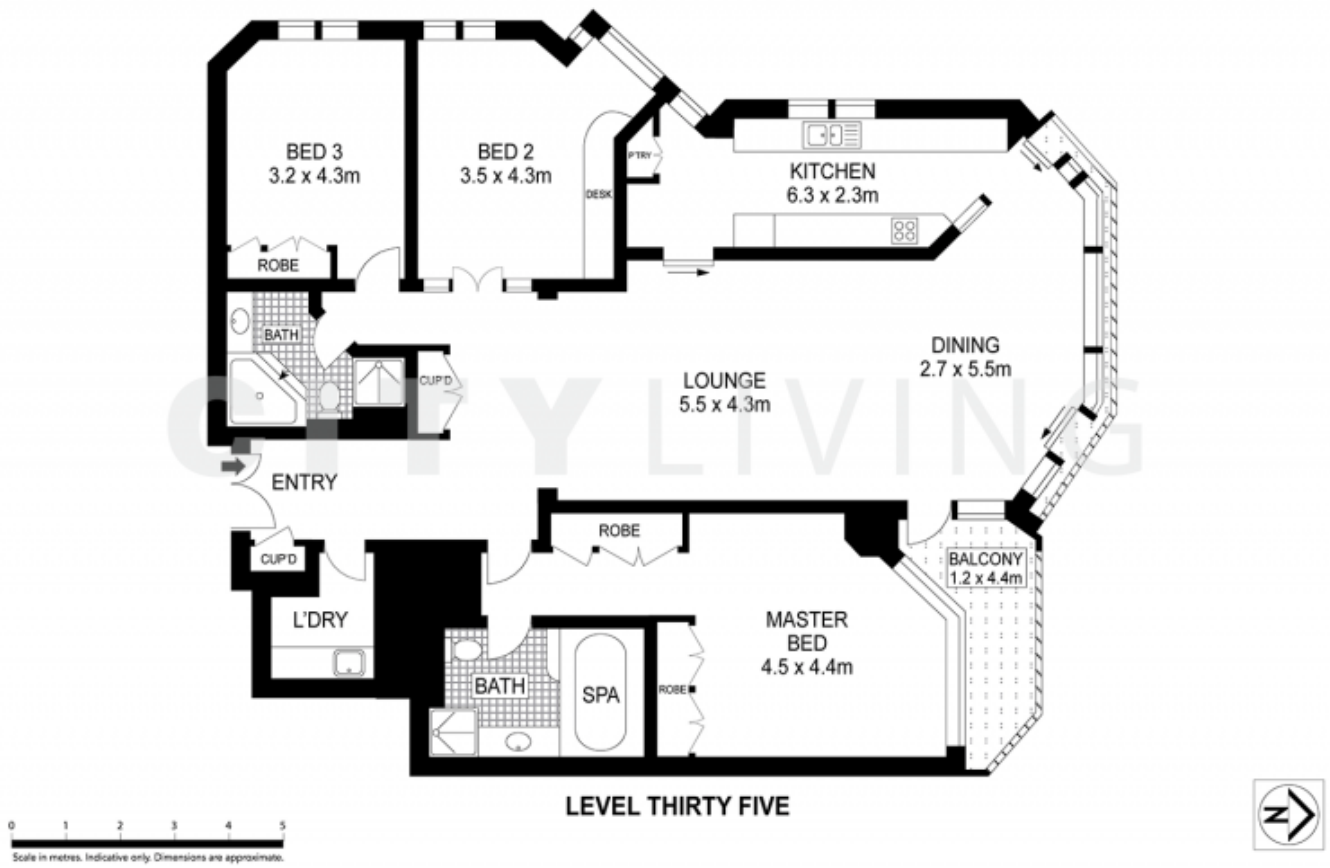 BED 3
3.2 x 4.3m
BED 2
3.5 x 4.3m
P'TRY
DESK
KITCHEN
6.3 x 2.3m
ROBE
BATH
CUP'D
LOUNGE
5.5 x 4.3m
DINING
2.7 x 5.5m
CITY LIVING
ENTRY
CUP'D
L'DRY
ROBE
BALCONY
1.2 x 4.4m
MASTER
BED
4.5 x 4.4m
ROBE
BATH
SPA
LEVEL THIRTY FIVE
0 1 2 3 4 5
Scale in metres. Indicative only. Dimensions are approximate.
N